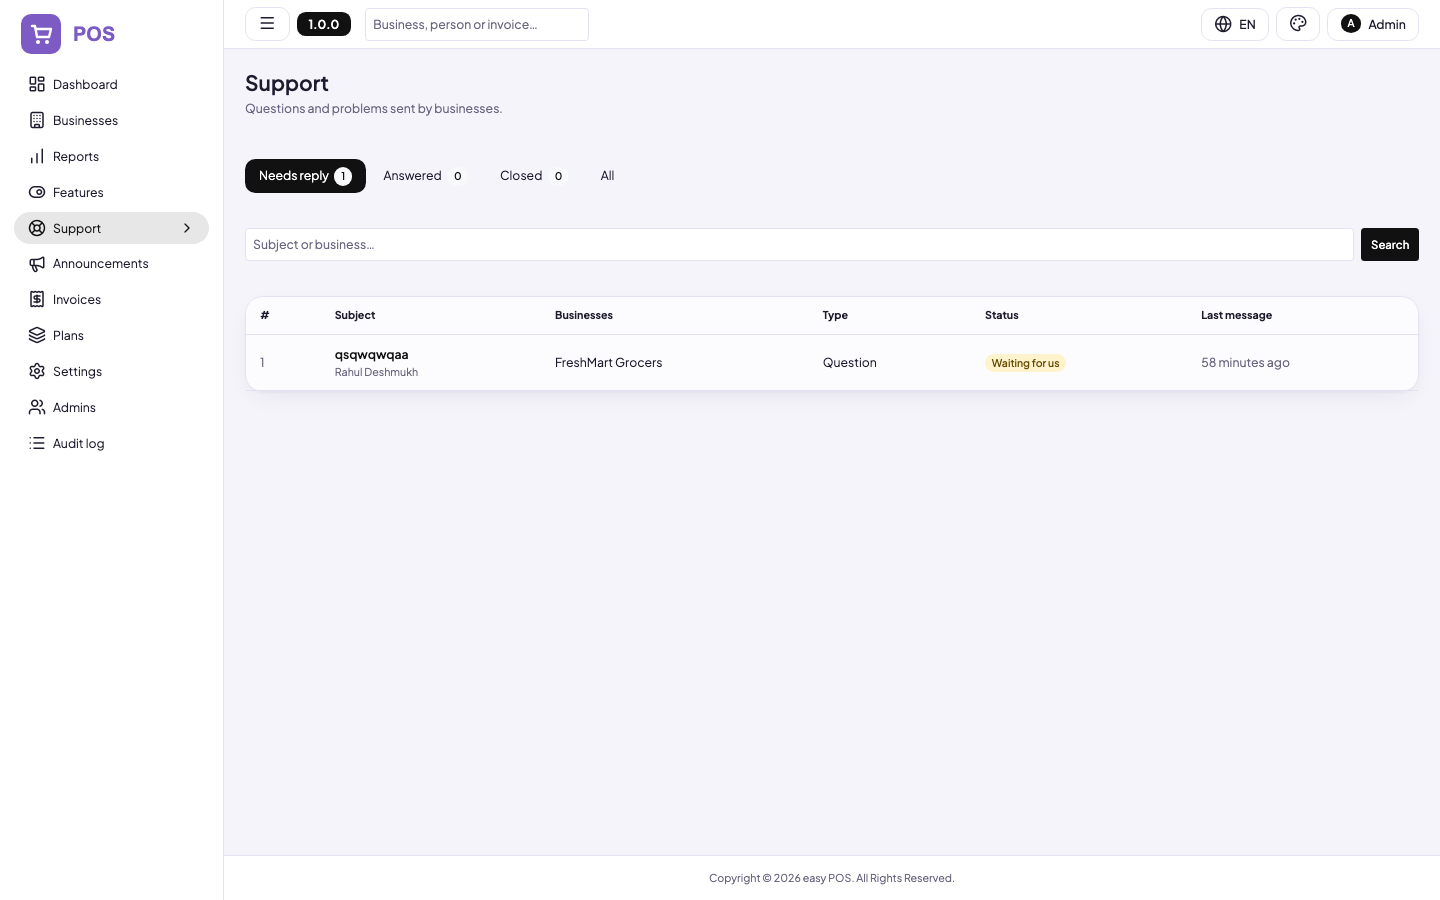 POS
1.0.0
Business, person or invoice...
EN
A Admin
Dashboard
Businesses
Reports
Features
Support
Announcements
Invoices
Plans
Settings
Admins
Audit log
Support
Questions and problems sent by businesses.
Needs reply 1 Answered 0 Closed 0 All
Subject or business... Search
# Subject Businesses Type Status Last message
1 qsqwqwqaa FreshMart Grocers Question Waiting for us 58 minutes ago
Rahul Deshmukh
Copyright © 2026 easy POS. All Rights Reserved.